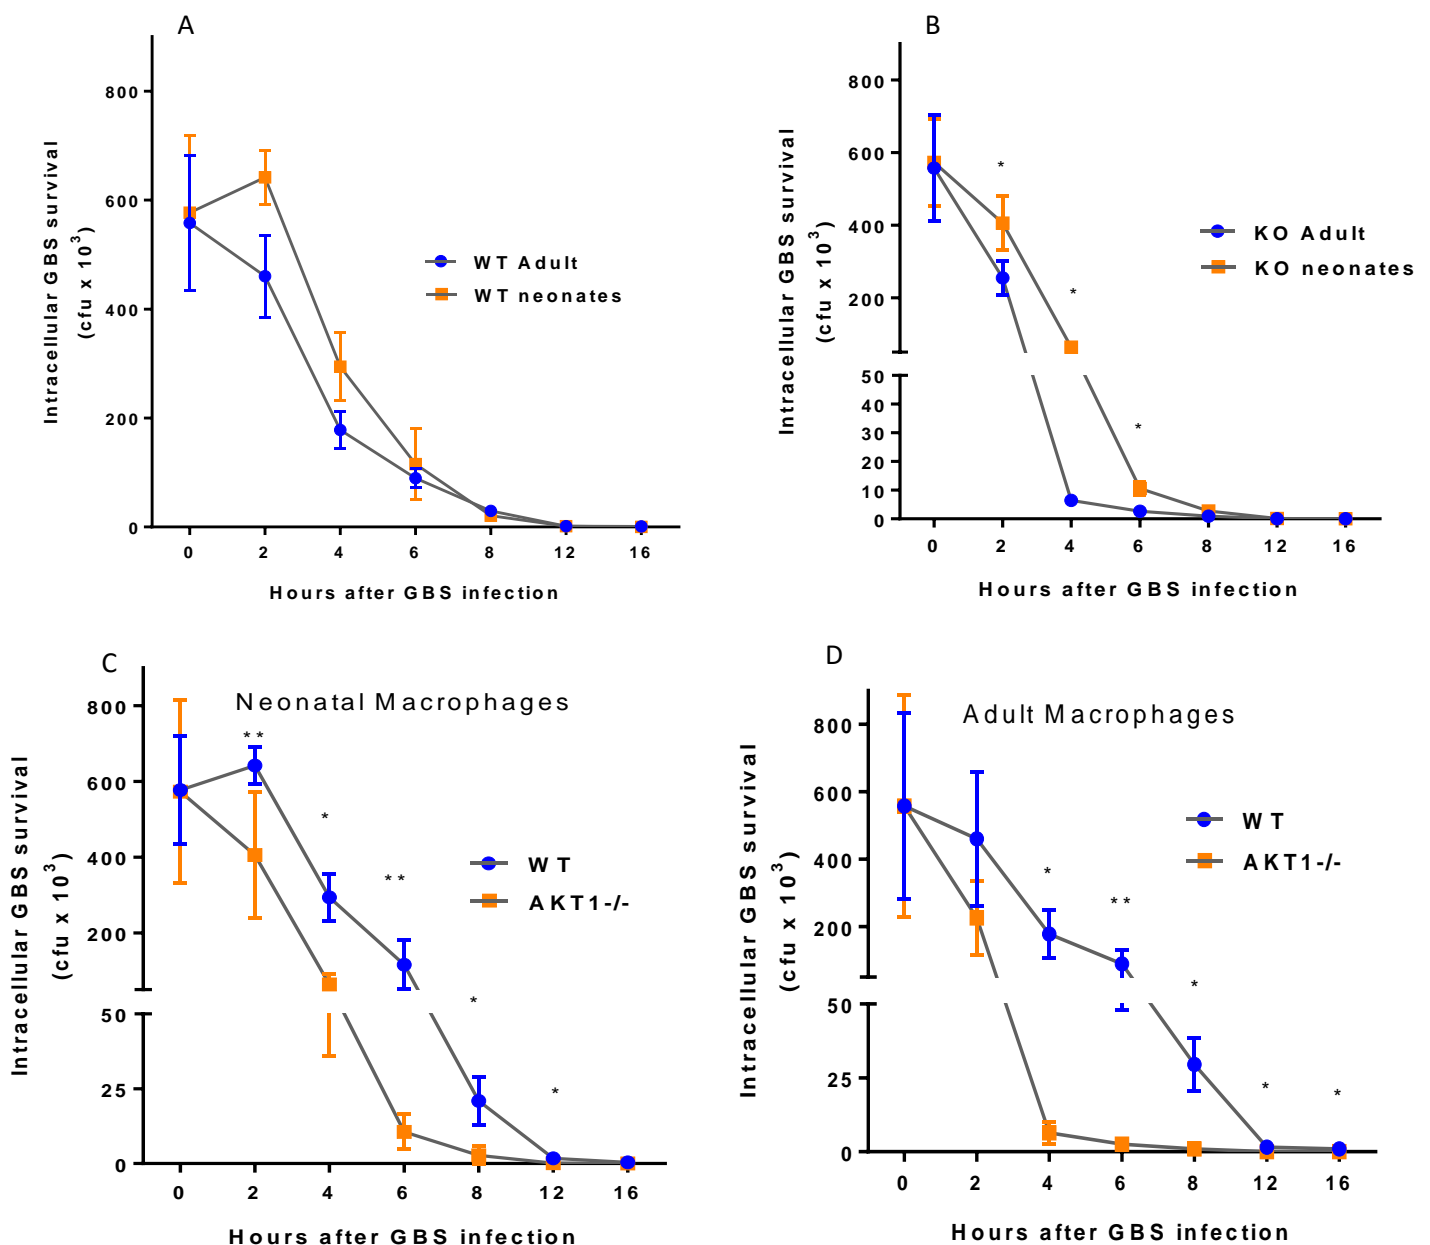 A
Intracellular GBS survival
(cfu x 10³)
800
600
400
200
0
WT Adult
WT neonates
0 2 4 6 8 12 16
Hours after GBS infection
B
Intracellular GBS survival
(cfu x 10³)
800
600
400
200
50
40
30
20
10
0
*
*
*
KO Adult
KO neonates
0 2 4 6 8 12 16
Hours after GBS infection
C
Neonatal Macrophages
Intracellular GBS survival
(cfu x 10³)
800
600
400
200
50
25
0
**
*
**
*
*
WT
AKT1-/-
0 2 4 6 8 12 16
Hours after GBS infection
D
Adult Macrophages
Intracellular GBS survival
(cfu x 10³)
800
600
400
200
50
25
0
*
**
*
*
*
WT
AKT1-/-
0 2 4 6 8 12 16
Hours after GBS infection